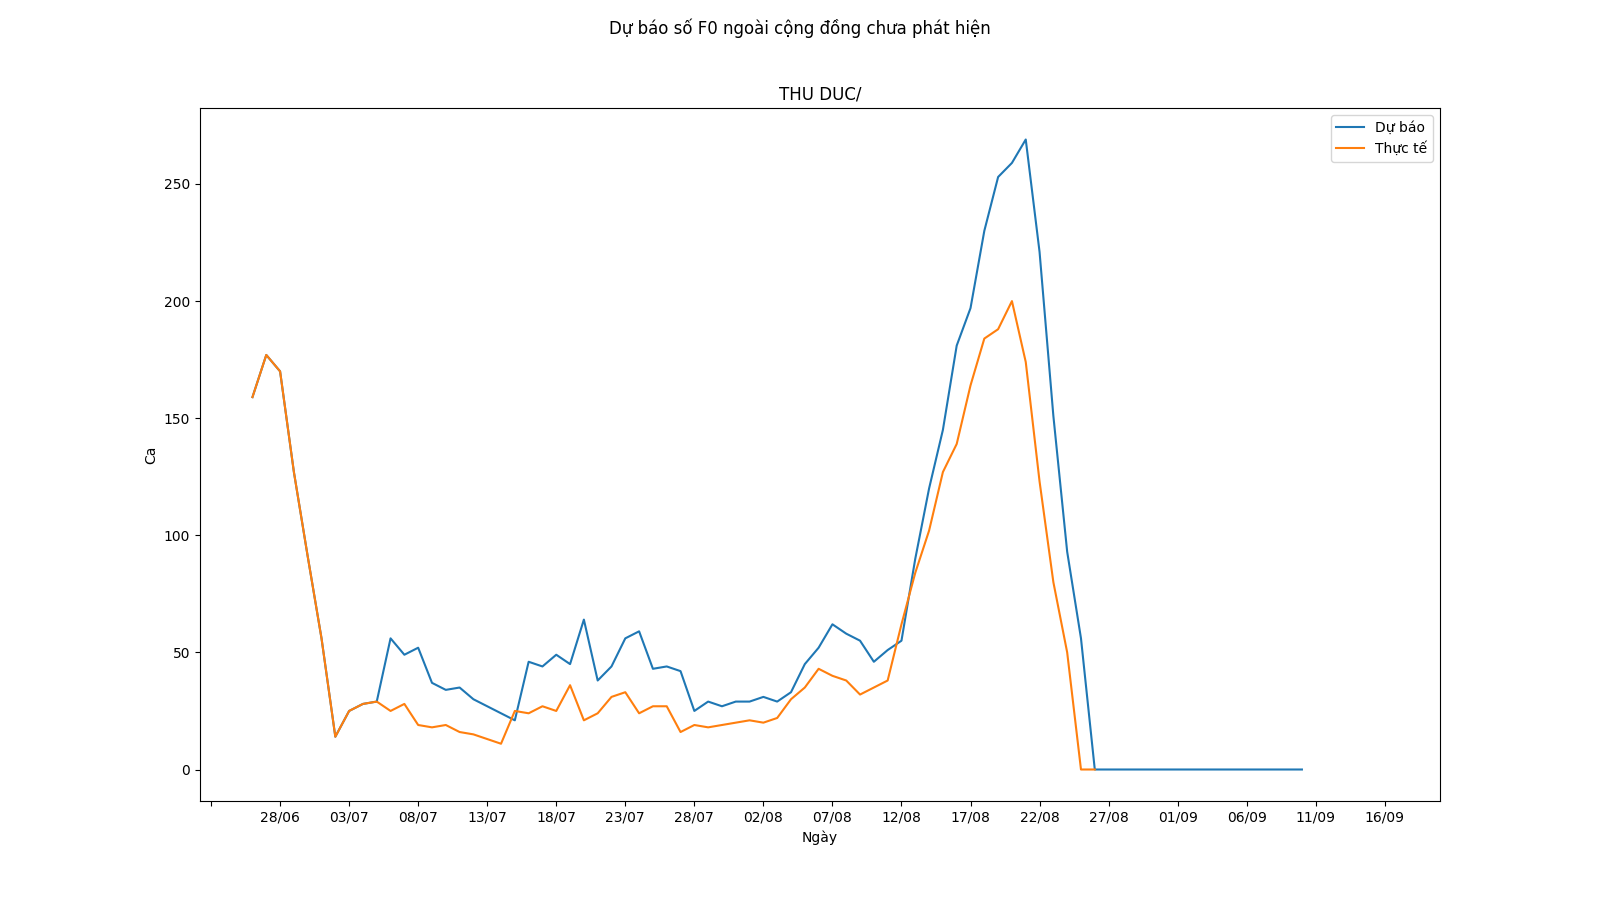 Dự báo số F0 ngoài cộng đồng chưa phát hiện
THU DUC/
Dự báo
Thực tế
250
200
150
100
50
0
Ca
28/06 03/07 08/07 13/07 18/07 23/07 28/07 02/08 07/08 12/08 17/08 22/08 27/08 01/09 06/09 11/09 16/09
Ngày